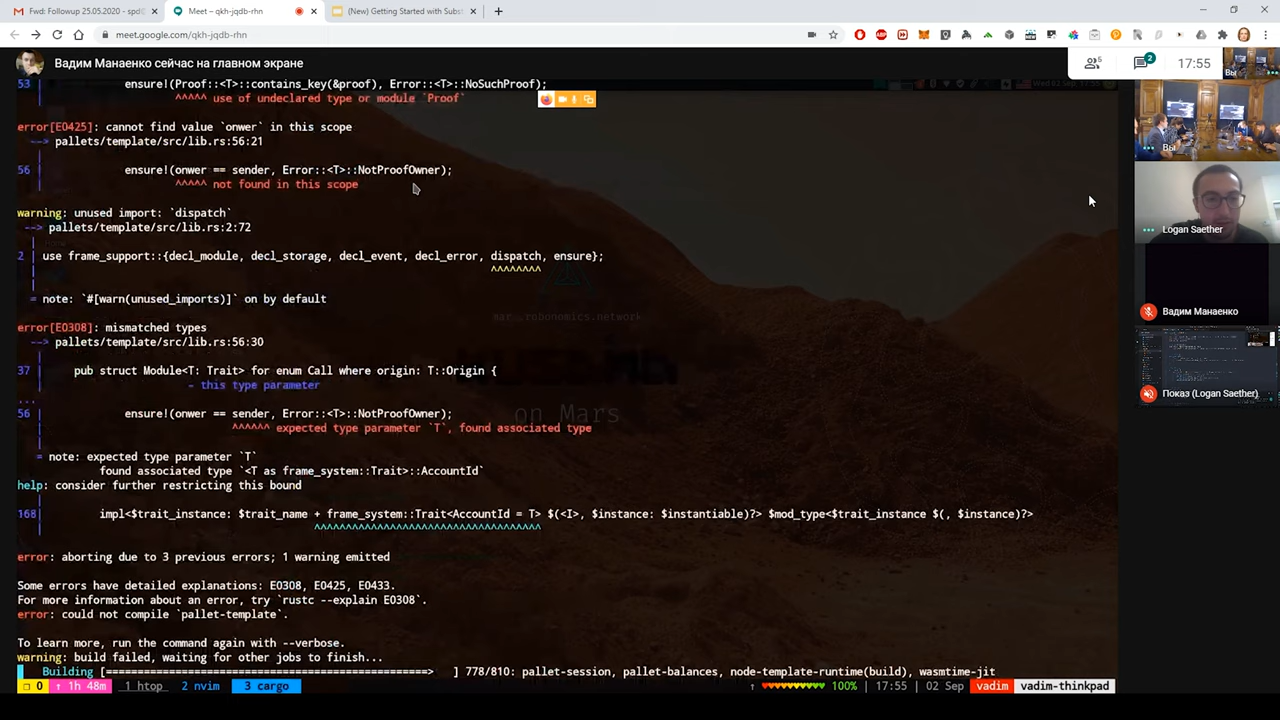 Fwd: Followup 25.05.2020 - spd@
Meet – qkh-jqdb-rhn
(New) Getting Started with Subst
meet.google.com/qkh-jqdb-rhn
Вадим Манаенко сейчас на главном экране
5
2
17:55
Вы
53 ensure!(Proof::<T>::contains_key(&proof), Error::<T>::NoSuchProof);
^^^^^ use of undeclared type or module `Proof`
error[E0425]: cannot find value `onwer` in this scope
--> pallets/template/src/lib.rs:56:21
56 ensure!(onwer == sender, Error::<T>::NotProofOwner);
^^^^^ not found in this scope
warning: unused import: `dispatch`
--> pallets/template/src/lib.rs:2:72
2 | use frame_support::{decl_module, decl_storage, decl_event, decl_error, dispatch, ensure};
^^^^^^^^
= note: `#[warn(unused_imports)]` on by default
error[E0308]: mismatched types
--> pallets/template/src/lib.rs:56:30
37 | pub struct Module<T: Trait> for enum Call where origin: T::Origin {
- this type parameter
...
56 | ensure!(onwer == sender, Error::<T>::NotProofOwner);
^^^^^^ expected type parameter `T`, found associated type
= note: expected type parameter `T`
found associated type `<T as frame_system::Trait>::AccountId`
help: consider further restricting this bound
168 | impl<$trait_instance: $trait_name + frame_system::Trait<AccountId = T> $(<I>, $instance: $instantiable)?> $mod_type<$trait_instance $(, $instance)?>
^^^^^^^^^^^^^^^^^^^^^^^^^^^^^^^^^
error: aborting due to 3 previous errors; 1 warning emitted
Some errors have detailed explanations: E0308, E0425, E0433.
For more information about an error, try `rustc --explain E0308`.
error: could not compile `pallet-template`.
To learn more, run the command again with --verbose.
warning: build failed, waiting for other jobs to finish...
Building [=====================================================> ] 778/810: pallet-session, pallet-balances, node-template-runtime(build), wasmtime-jit
0 ↑ 1h 48m 1 htop 2 nvim 3 cargo
↑ 100% 17:55 02 Sep vadim vadim-thinkpad
on Mars
Вы
Logan Saether
Вадим Манаенко
Показ (Logan Saether)